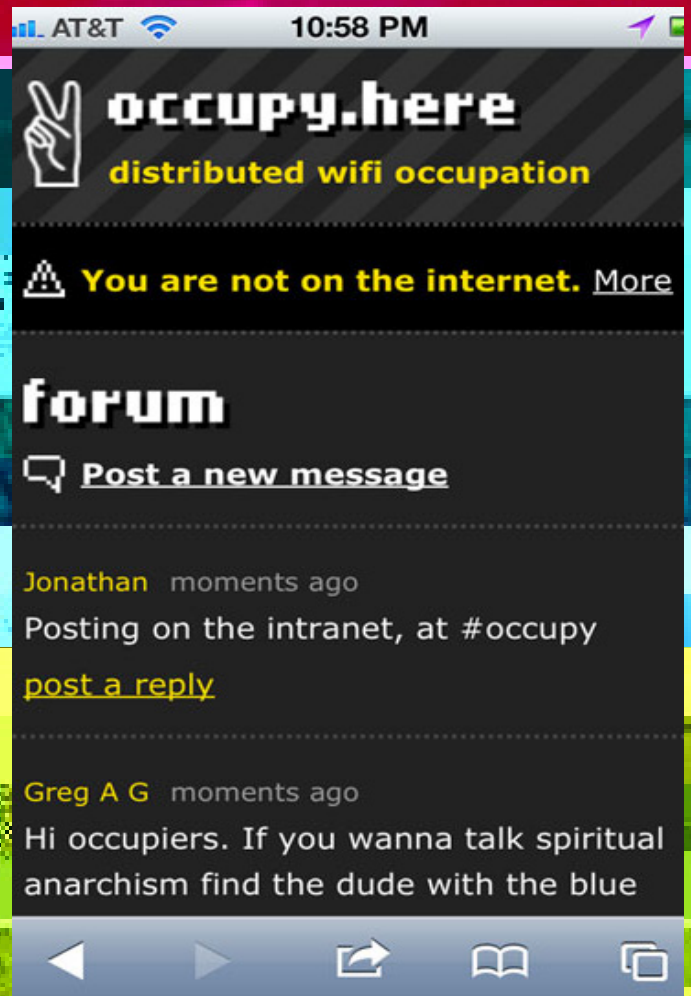 AT&T 10:58 PM
occupy.here
distributed wifi occupation
You are not on the internet. More
forum
Post a new message
Jonathan moments ago
Posting on the intranet, at #occupy
post a reply
Greg A G moments ago
Hi occupiers. If you wanna talk spiritual
anarchism find the dude with the blue